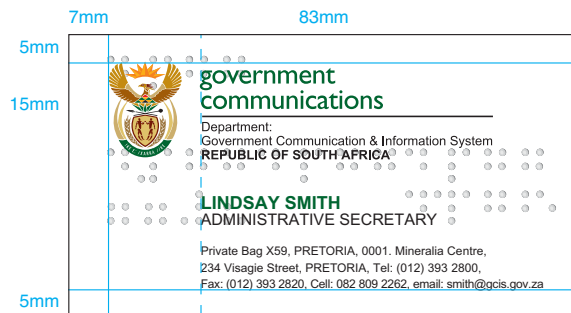 7mm 83mm
5mm
15mm
government
communications
Department:
Government Communication & Information System
REPUBLIC OF SOUTH AFRICA
LINDSAY SMITH
ADMINISTRATIVE SECRETARY
Private Bag X59, PRETORIA, 0001. Mineralia Centre,
234 Visagie Street, PRETORIA, Tel: (012) 393 2800,
Fax: (012) 393 2820, Cell: 082 809 2262, email: smith@gcis.gov.za
5mm